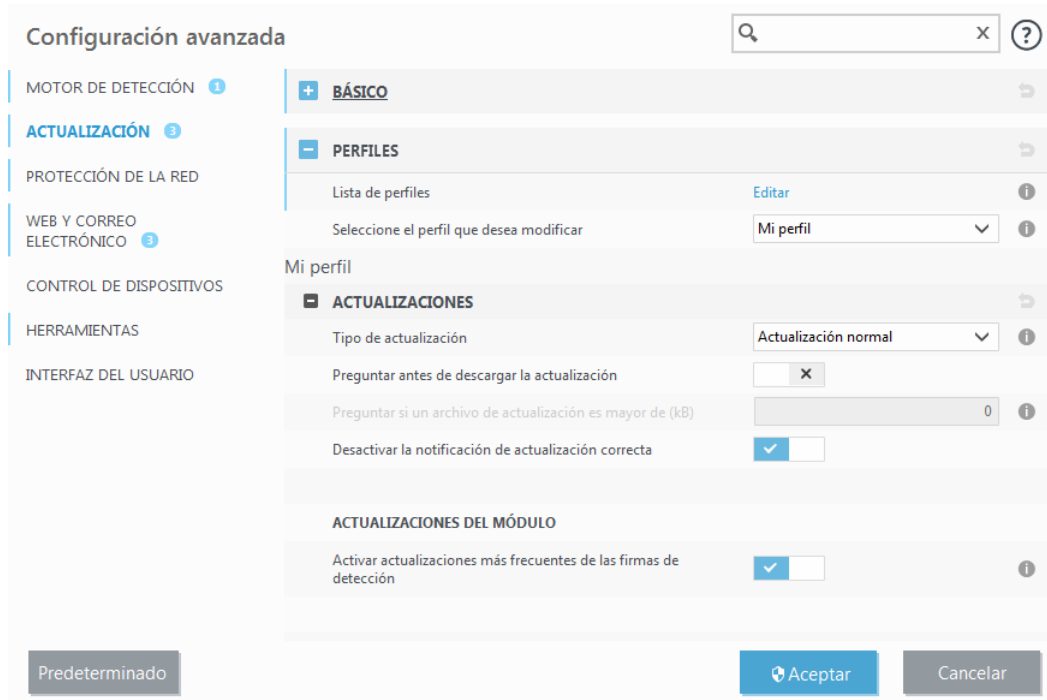 Configuración avanzada
X
?
MOTOR DE DETECCIÓN 1
ACTUALIZACIÓN 3
PROTECCIÓN DE LA RED
WEB Y CORREO
ELECTRÓNICO 3
CONTROL DE DISPOSITIVOS
HERRAMIENTAS
INTERFAZ DEL USUARIO
BÁSICO
PERFILES
Lista de perfiles Editar
Seleccione el perfil que desea modificar Mi perfil
Mi perfil
ACTUALIZACIONES
Tipo de actualización Actualización normal
Preguntar antes de descargar la actualización
Preguntar si un archivo de actualización es mayor de (kB) 0
Desactivar la notificación de actualización correcta
ACTUALIZACIONES DEL MÓDULO
Activar actualizaciones más frecuentes de las firmas de
detección
Predeterminado Aceptar Cancelar